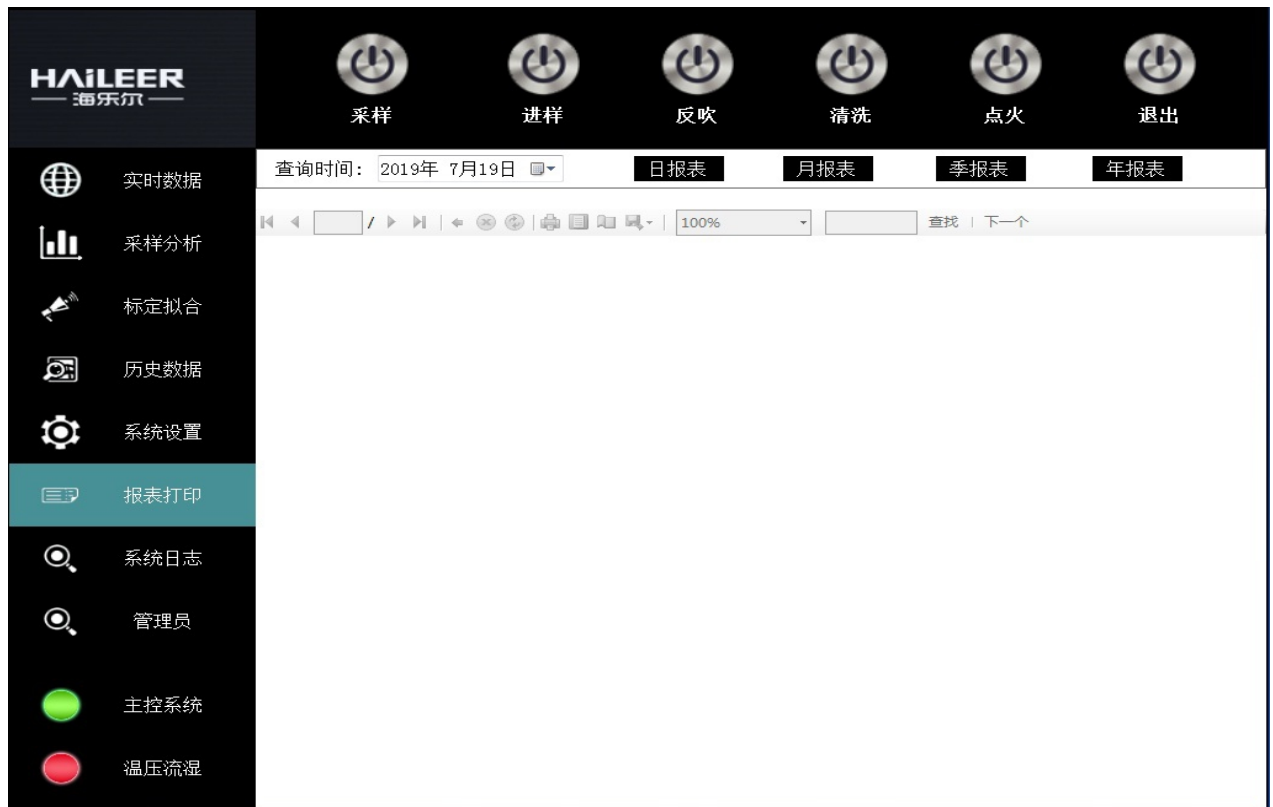 HAiLEER
海乐尔
采样 进样 反吹 清洗 点火 退出
查询时间: 2019年 7月19日 日报表 月报表 季报表 年报表
/ 100% 查找 下一个
实时数据
采样分析
标定拟合
历史数据
系统设置
报表打印
系统日志
管理员
主控系统
温压流湿